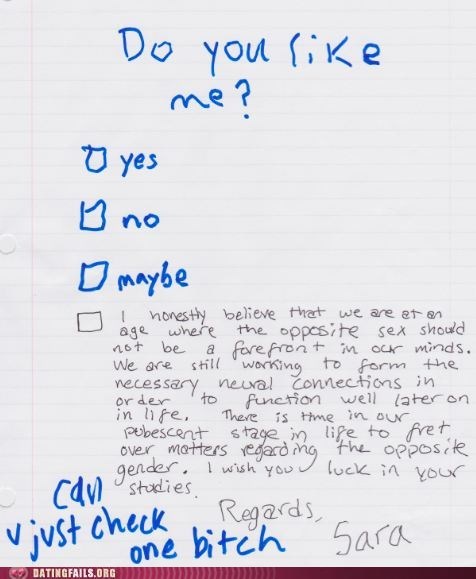 Do you like
me?
yes
no
maybe
I honestly believe that we are at an
age where the opposite sex should
not be a forefront in our minds.
We are still working to form the
necessary neural connections in
order to function well later on
in life. There is time in our
pubescent stage in life to fret
over matters regarding the opposite
gender. I wish you luck in your
studies.
Regards,
Sara
can
u just check
one bitch
DATINGFAILS.ORG